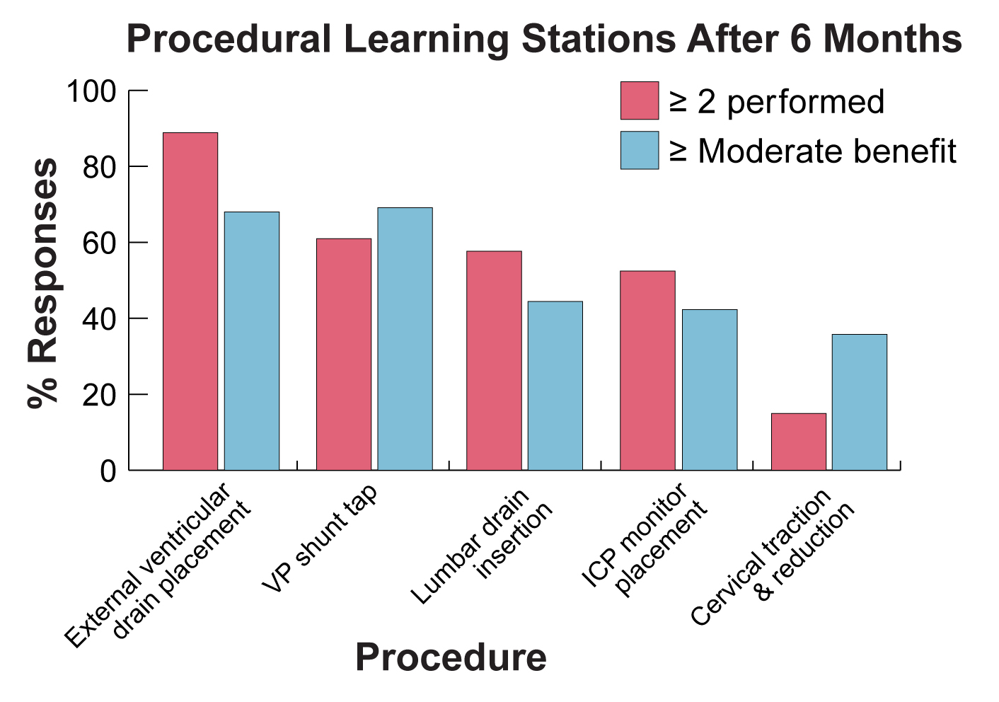 Procedural Learning Stations After 6 Months
≥ 2 performed
≥ Moderate benefit
% Responses
100
80
60
40
20
0
External ventricular
drain placement
VP shunt tap
Lumbar drain
insertion
ICP monitor
placement
Cervical traction
& reduction
Procedure